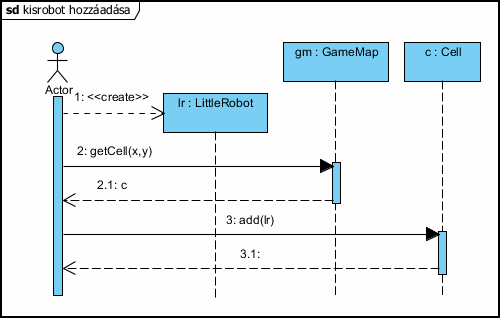 sd kisrobot hozzáadása
gm : GameMap
c : Cell
Actor
1: <<create>>
lr : LittleRobot
2: getCell(x,y)
2.1: c
3: add(lr)
3.1: